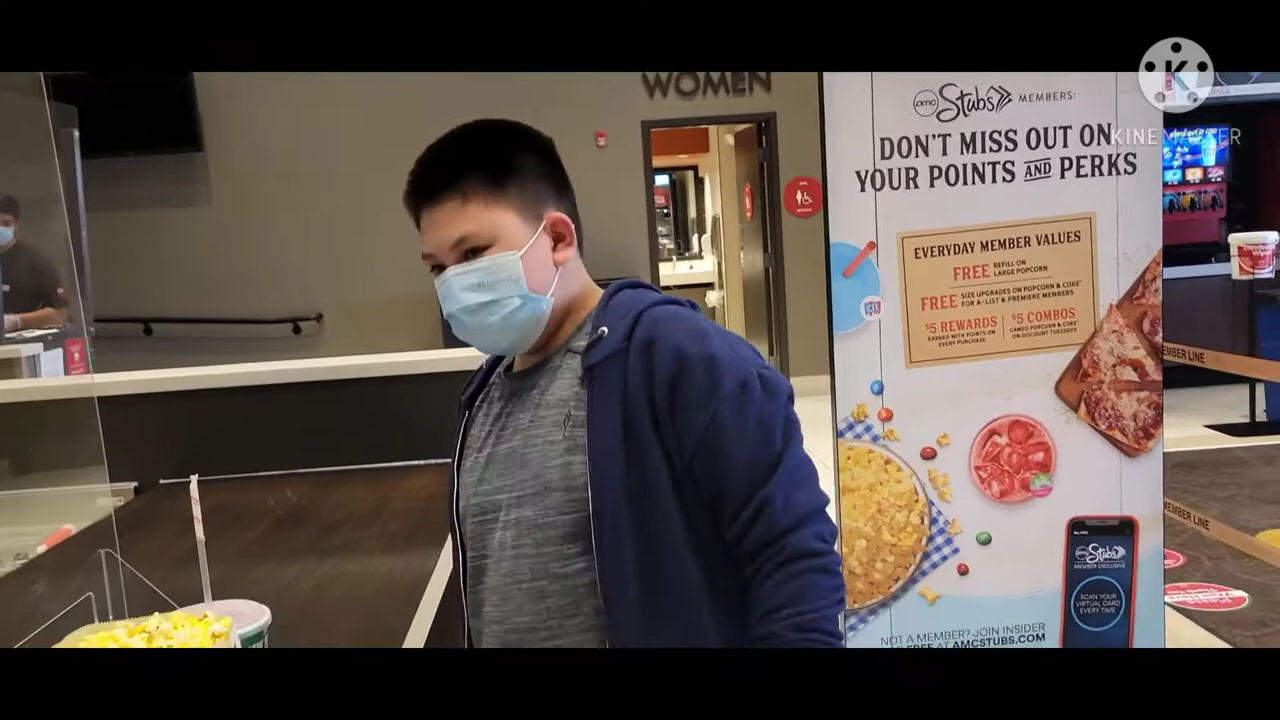 WOMEN
amc Stubs MEMBERS:
DON'T MISS OUT ON
YOUR POINTS AND PERKS
EVERYDAY MEMBER VALUES
FREE REFILL ON
LARGE POPCORN
FREE SIZE UPGRADES ON POPCORN & COKE
FOR A-LIST & PREMIERE MEMBERS
$5 REWARDS
EARNED WITH POINTS ON
EVERY PURCHASE
$5 COMBOS
CAMEO POPCORN & COKE
ON DISCOUNT TUESDAYS
amc Stubs
MEMBER EXCLUSIVE
SCAN YOUR
VIRTUAL CARD
EVERY TIME
NOT A MEMBER? JOIN INSIDER
FREE AT AMCSTUBS.COM
K
KINEMASTER
EMBER LINE
MEMBER LINE